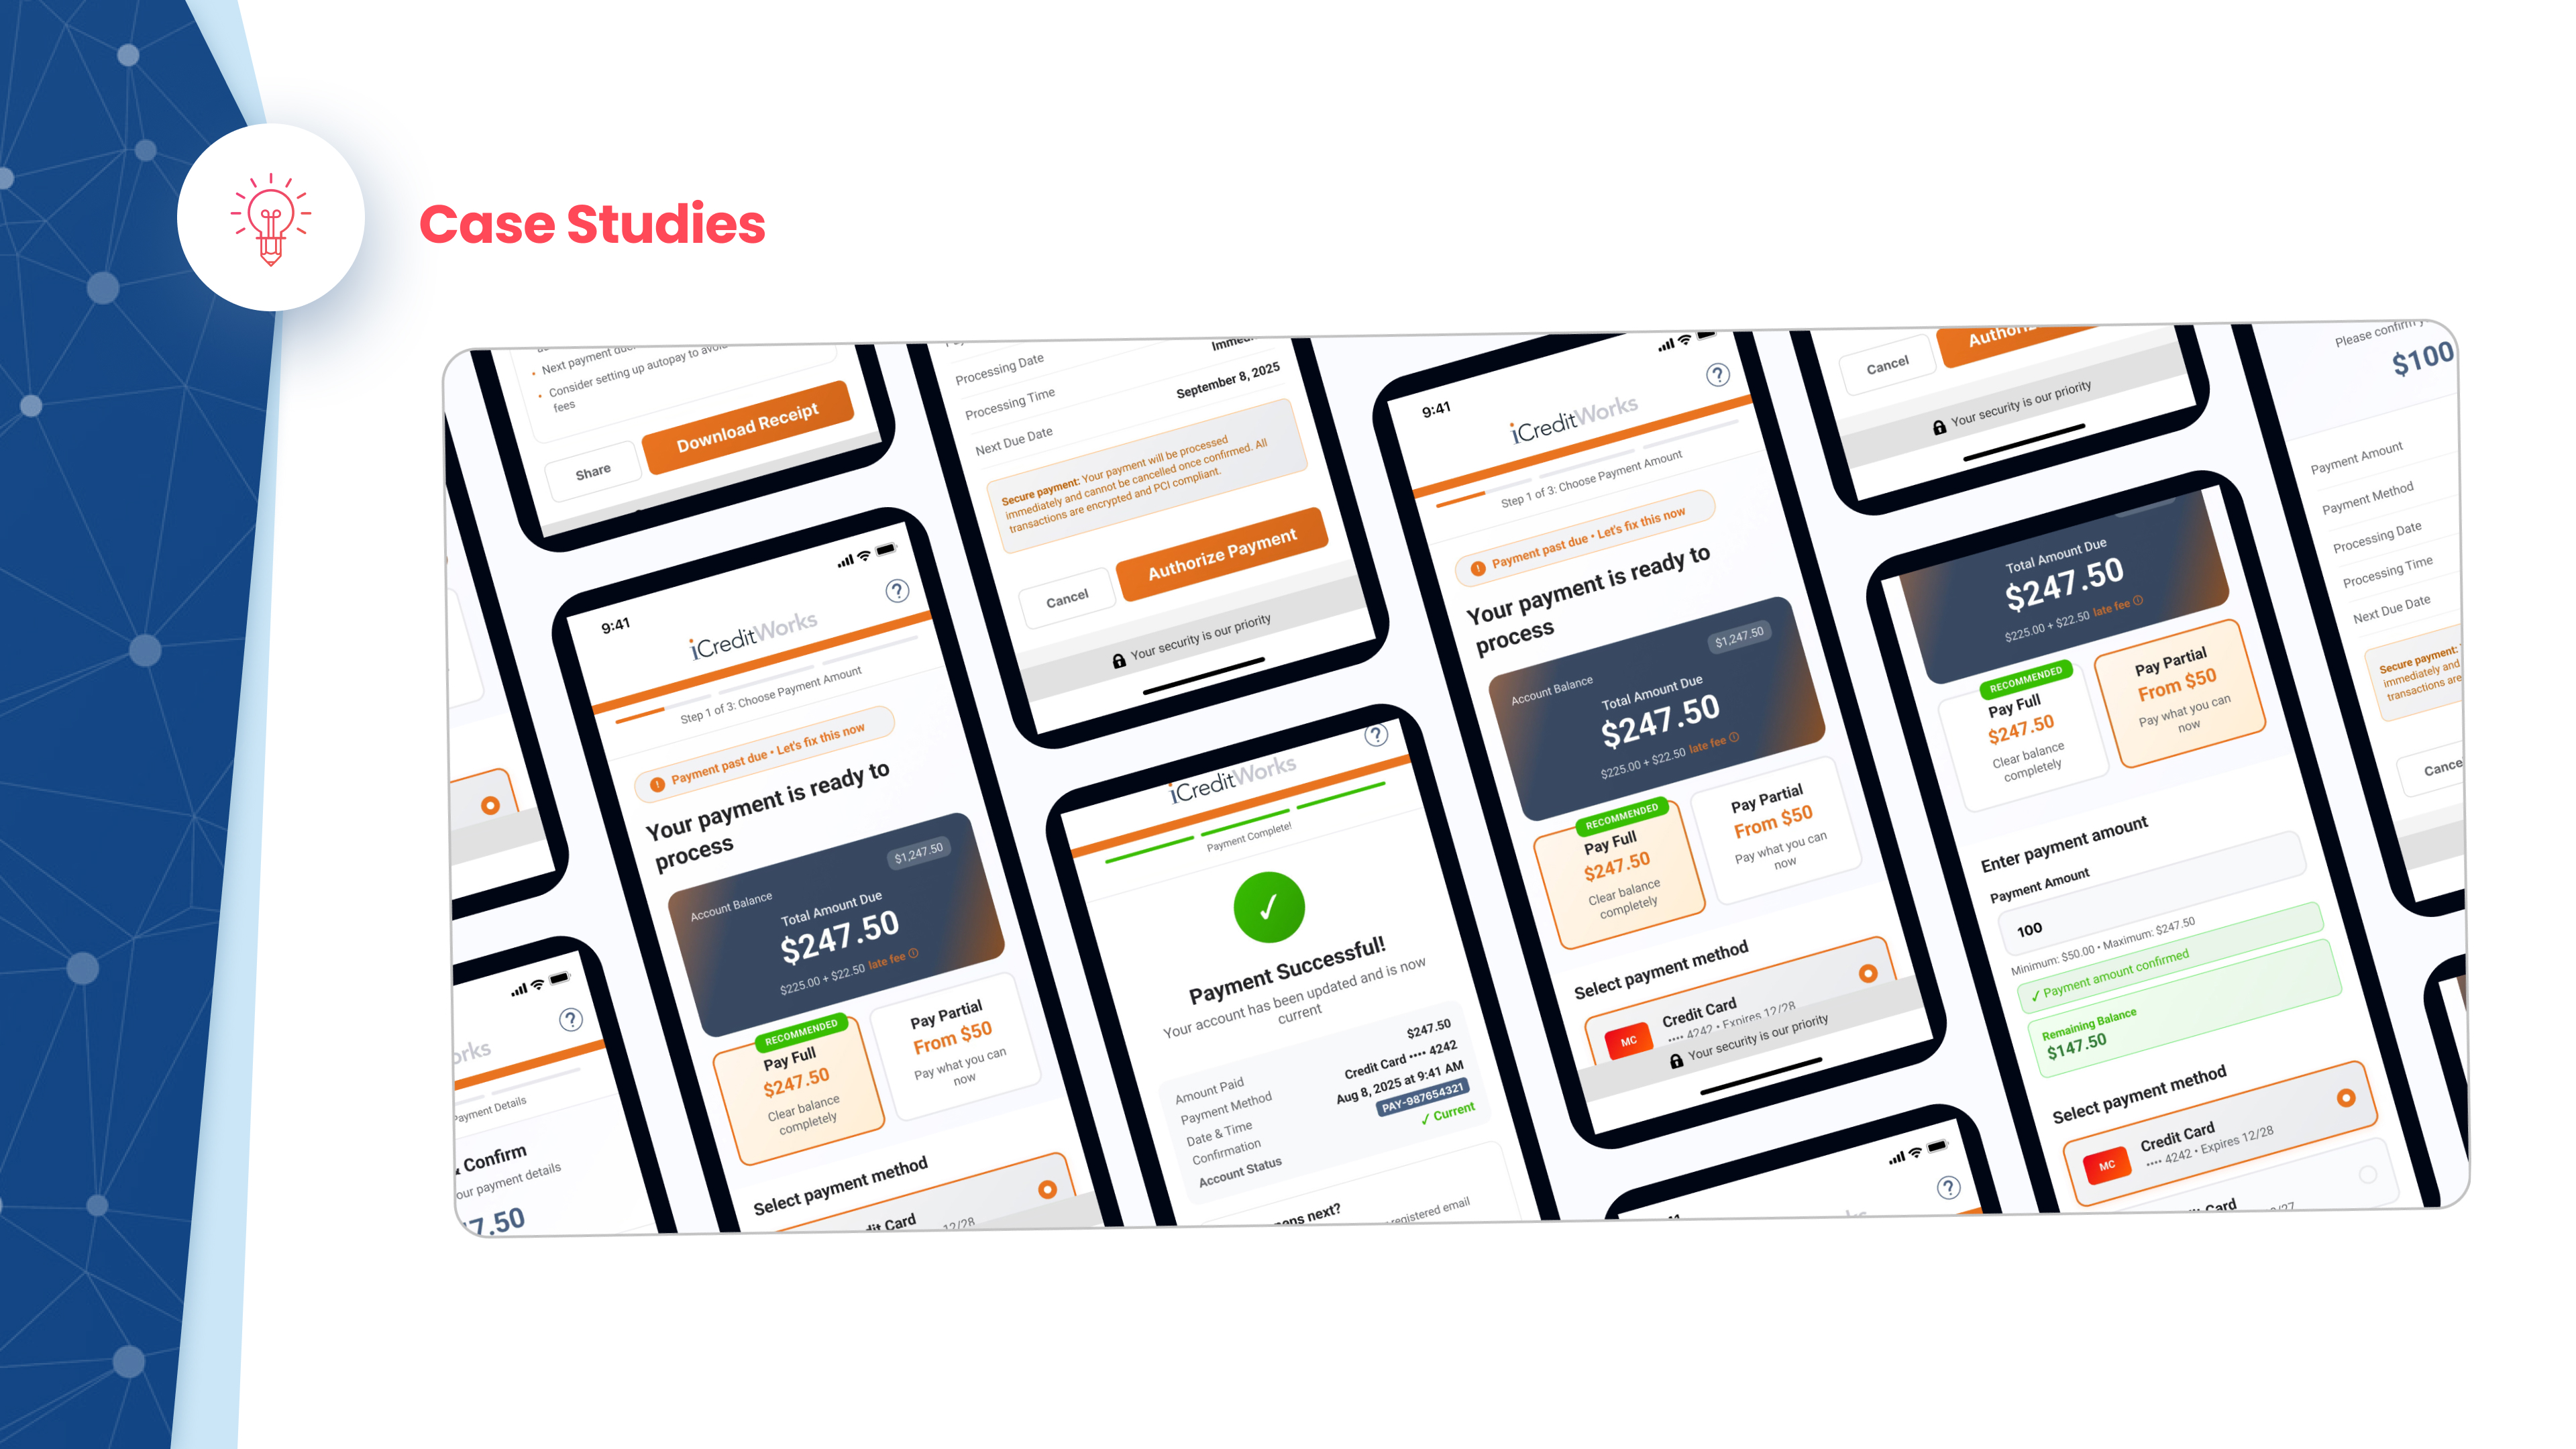 Case Studies
Next payment due
Consider setting up autopay to avoid
fees
Share
Download Receipt
9:41
iCreditWorks
Step 1 of 3: Choose Payment Amount
Payment past due • Let's fix this now
Your payment is ready to
process
Account Balance
$1,247.50
Total Amount Due
$247.50
$225.00 + $22.50 late fee
RECOMMENDED
Pay Full
$247.50
Clear balance
completely
Pay Partial
From $50
Pay what you can
now
Select payment method
Card
12/28
Payment Details
Confirm
payment details
7.50
Processing Date
Processing Time
Next Due Date
September 8, 2025
Secure payment: Your payment will be processed
immediately and cannot be cancelled once confirmed. All
transactions are encrypted and PCI compliant.
Cancel
Authorize Payment
Your security is our priority
iCreditWorks
Payment Complete!
✓
Payment Successful!
Your account has been updated and is now
current
Amount Paid
$247.50
Payment Method
Credit Card •••• 4242
Date & Time
Aug 8, 2025 at 9:41 AM
Confirmation
PAY-987654321
Account Status
✓ Current
next?
registered email
9:41
iCreditWorks
Step 1 of 3: Choose Payment Amount
Payment past due • Let's fix this now
Your payment is ready to
process
Account Balance
$1,247.50
Total Amount Due
$247.50
$225.00 + $22.50 late fee
RECOMMENDED
Pay Full
$247.50
Clear balance
completely
Pay Partial
From $50
Pay what you can
now
Select payment method
MC
Credit Card
•••• 4242 • Expires 12/28
Your security is our priority
Cancel
Your security is our priority
Total Amount Due
$247.50
$225.00 + $22.50 late fee
RECOMMENDED
Pay Full
$247.50
Clear balance
completely
Pay Partial
From $50
Pay what you can
now
Enter payment amount
Payment Amount
100
Minimum: $50.00 • Maximum: $247.50
✓ Payment amount confirmed
Remaining Balance
$147.50
Select payment method
MC
Credit Card
•••• 4242 • Expires 12/28
Card
Please confirm
$100
Payment Amount
Payment Method
Processing Date
Processing Time
Next Due Date
Secure payment:
immediately and
transactions are